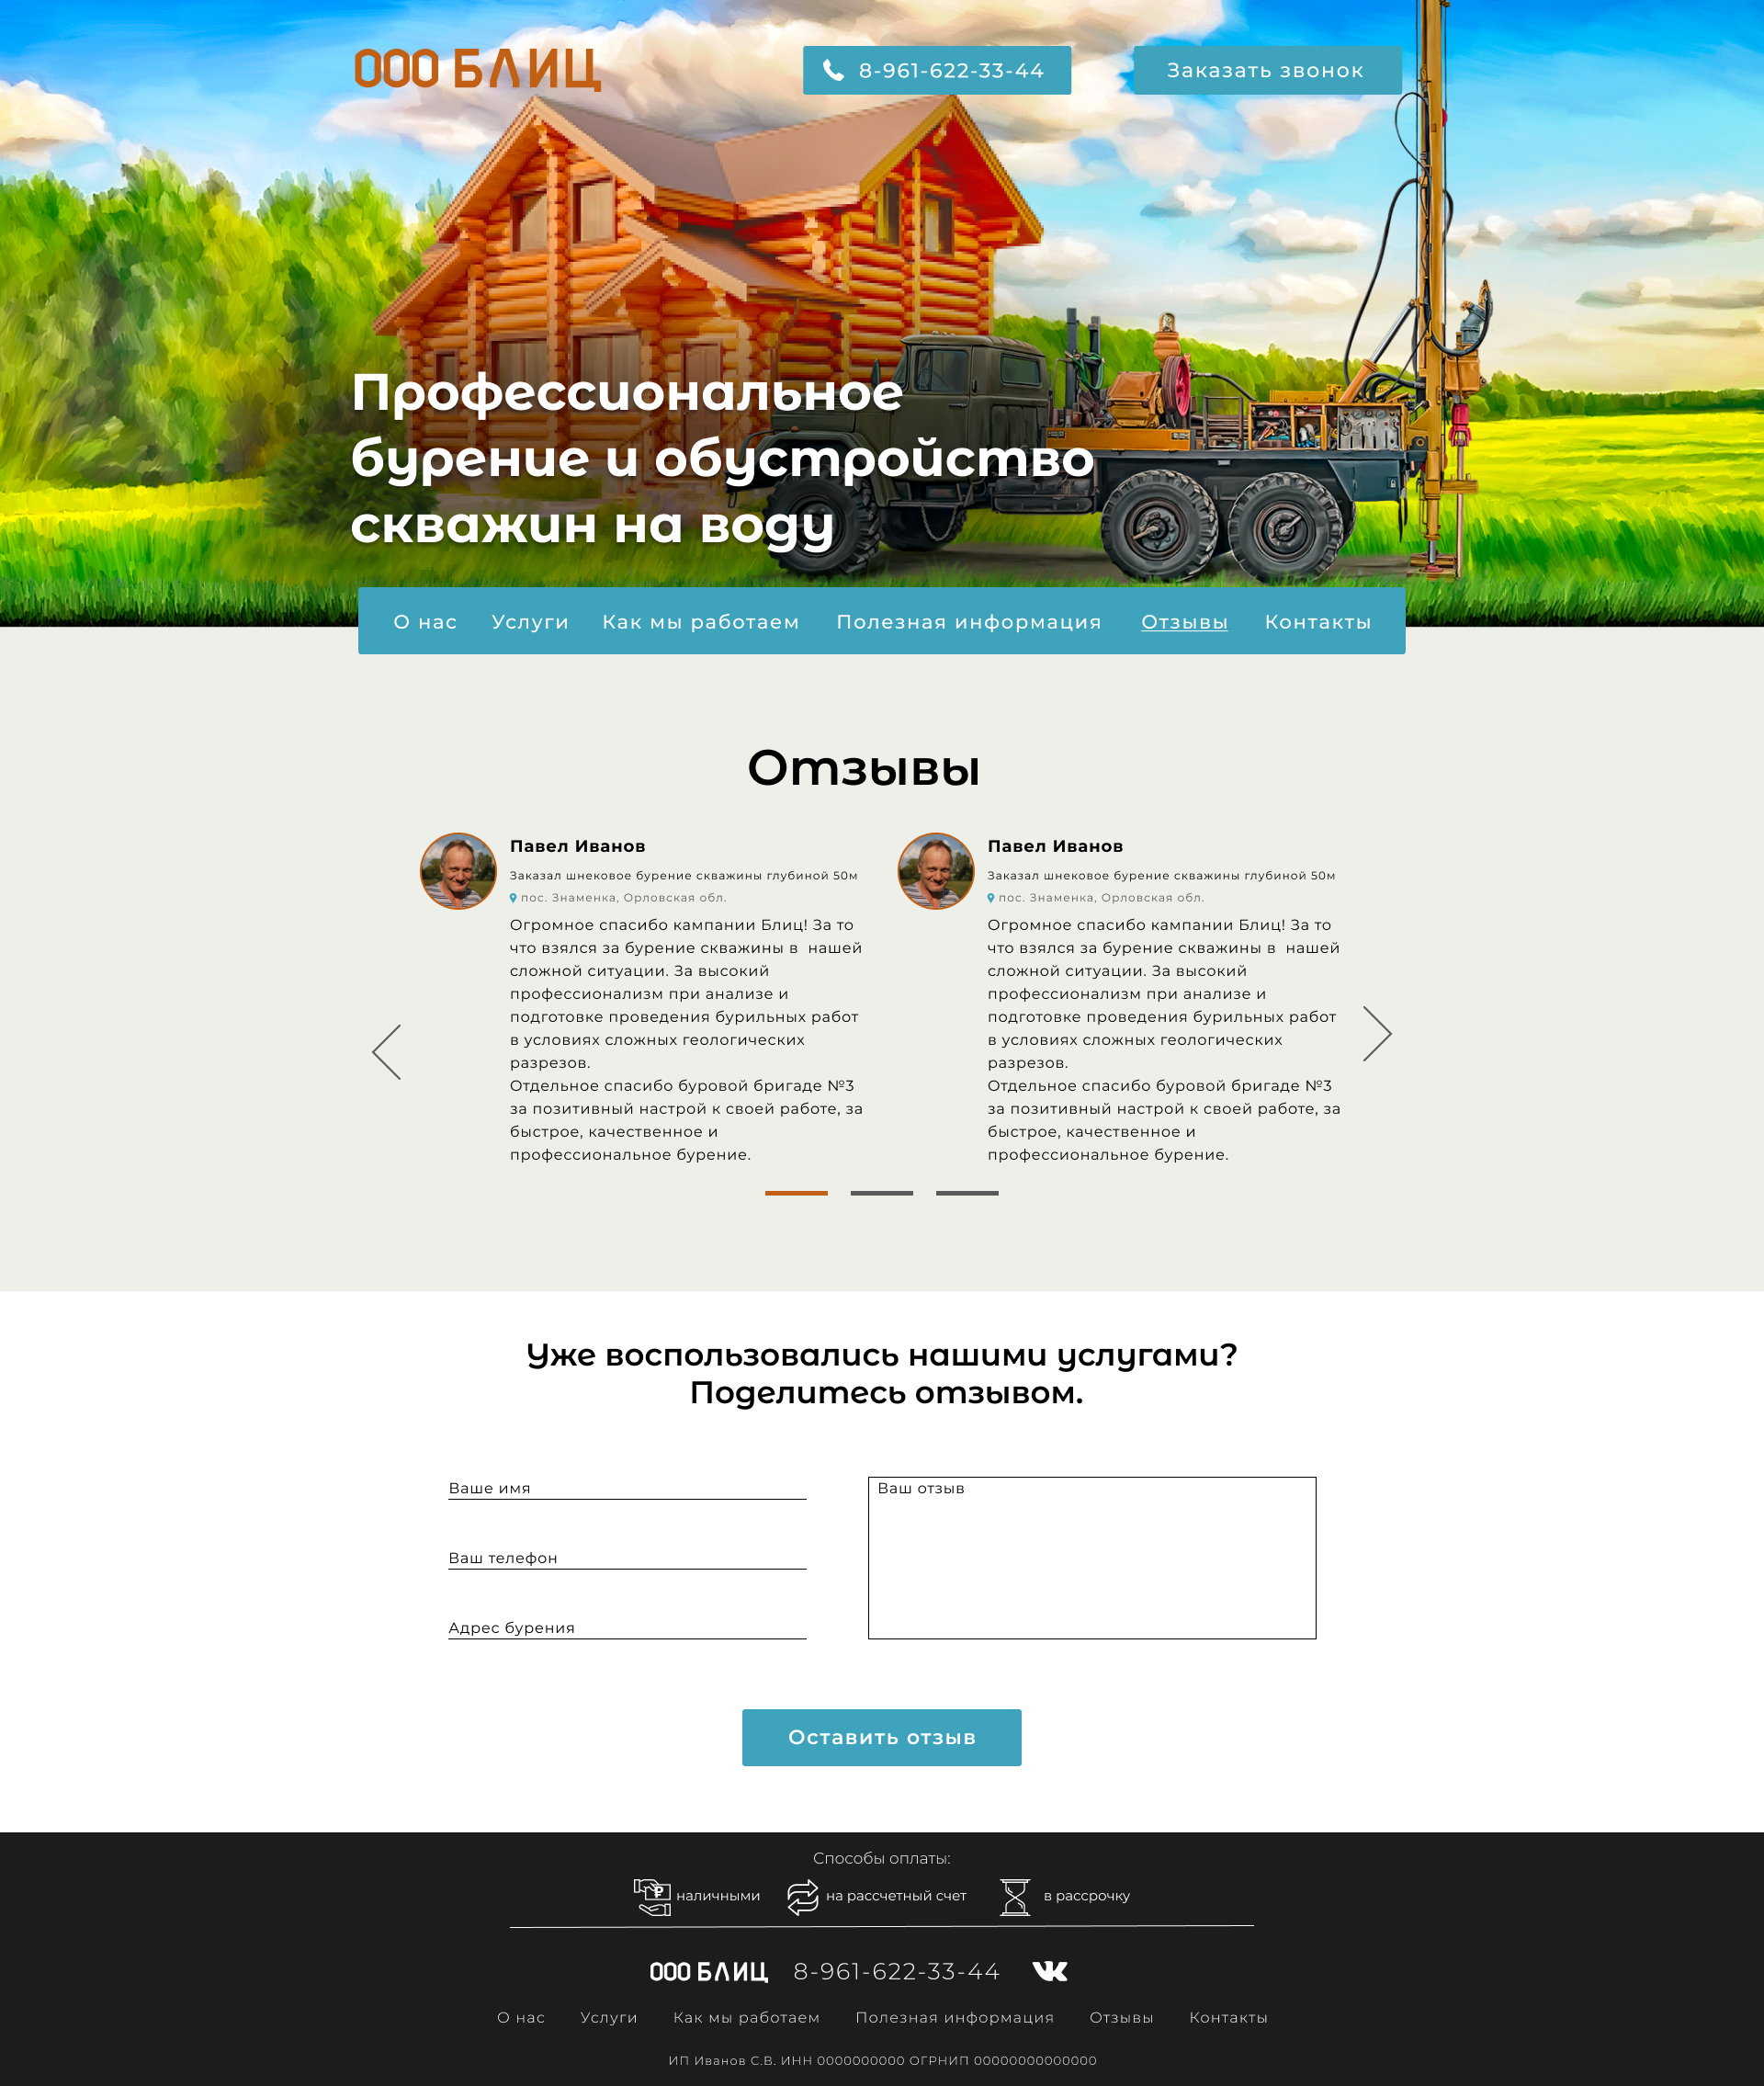 ООО БЛИЦ
8-961-622-33-44
Заказать звонок
Профессиональное
бурение и обустройство
скважин на воду
О нас Услуги Как мы работаем Полезная информация Отзывы Контакты
Отзывы
Павел Иванов
Заказал шнековое бурение скважины глубиной 50м
пос. Знаменка, Орловская обл.
Огромное спасибо кампании Блиц! За то
что взялся за бурение скважины в нашей
сложной ситуации. За высокий
профессионализм при анализе и
подготовке проведения бурильных работ
в условиях сложных геологических
разрезов.
Отдельное спасибо буровой бригаде №3
за позитивный настрой к своей работе, за
быстрое, качественное и
профессиональное бурение.
Павел Иванов
Заказал шнековое бурение скважины глубиной 50м
пос. Знаменка, Орловская обл.
Огромное спасибо кампании Блиц! За то
что взялся за бурение скважины в нашей
сложной ситуации. За высокий
профессионализм при анализе и
подготовке проведения бурильных работ
в условиях сложных геологических
разрезов.
Отдельное спасибо буровой бригаде №3
за позитивный настрой к своей работе, за
быстрое, качественное и
профессиональное бурение.
Уже воспользовались нашими услугами?
Поделитесь отзывом.
Ваше имя
Ваш телефон
Адрес бурения
Ваш отзыв
Оставить отзыв
Способы оплаты:
наличными на рассчетный счет в рассрочку
ООО БЛИЦ 8-961-622-33-44
О нас Услуги Как мы работаем Полезная информация Отзывы Контакты
ИП Иванов С.В. ИНН 0000000000 ОГРНИП 00000000000000